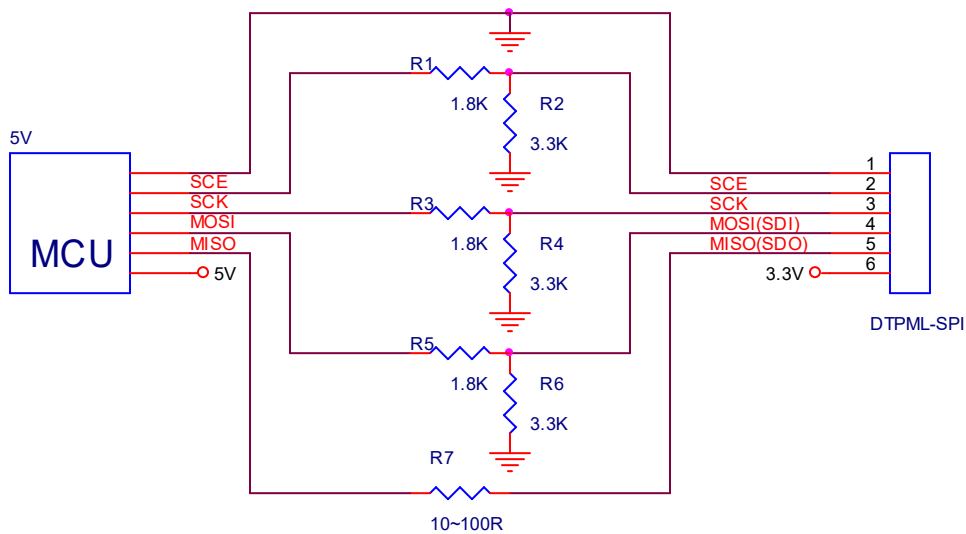 R1
1.8K
R2
3.3K
5V
MCU
SCE
SCK
MOSI
MISO
5V
R3
1.8K
R4
3.3K
R5
1.8K
R6
3.3K
R7
10~100R
SCE
SCK
MOSI(SDI)
MISO(SDO)
3.3V
1
2
3
4
5
6
DTPML-SPI